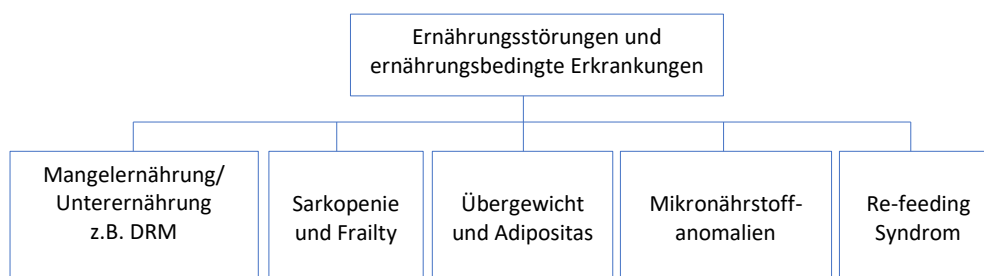 Ernährungsstörungen und
ernährungsbedingte Erkrankungen
Mangelernährung/
Unterernährung
z.B. DRM
Sarkopenie
und Frailty
Übergewicht
und Adipositas
Mikronährstoff-
anomalien
Re-feeding
Syndrom